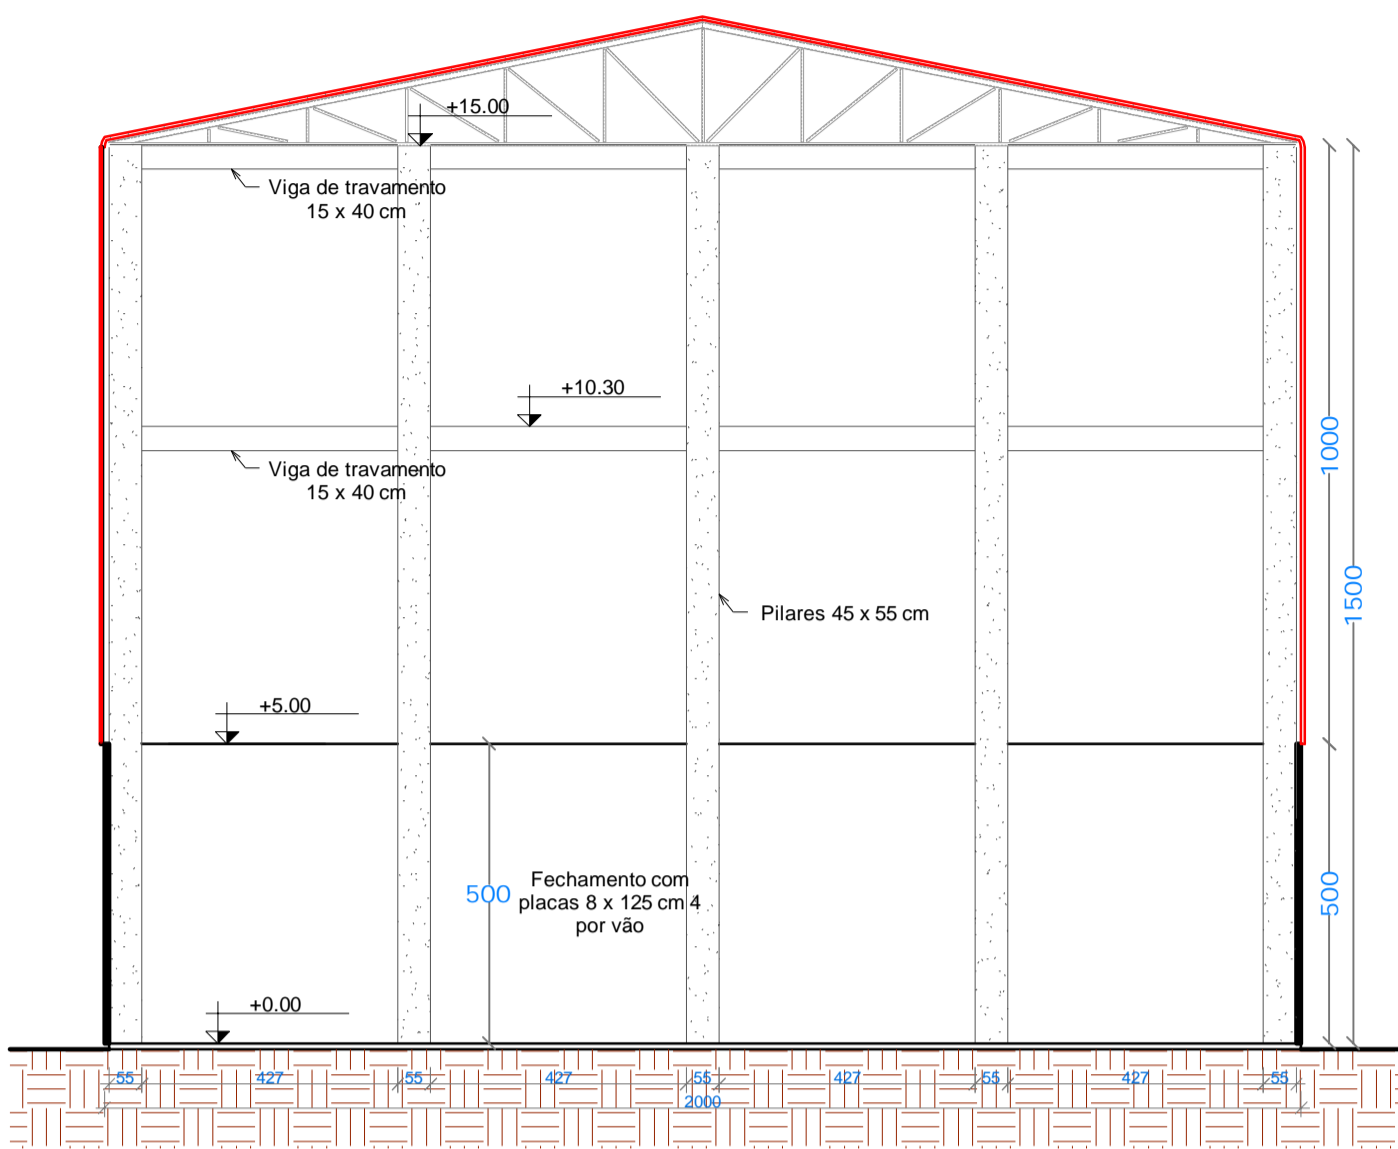 +15.00
Viga de travamento
15 x 40 cm
+10.30
1000
Viga de travamento
15 x 40 cm
1500
Pilares 45 x 55 cm
+5.00
500
Fechamento com
placas 8 x 125 cm 4
por vão
500
+0.00
55 427 55 427 55 427 55 427 55
2000